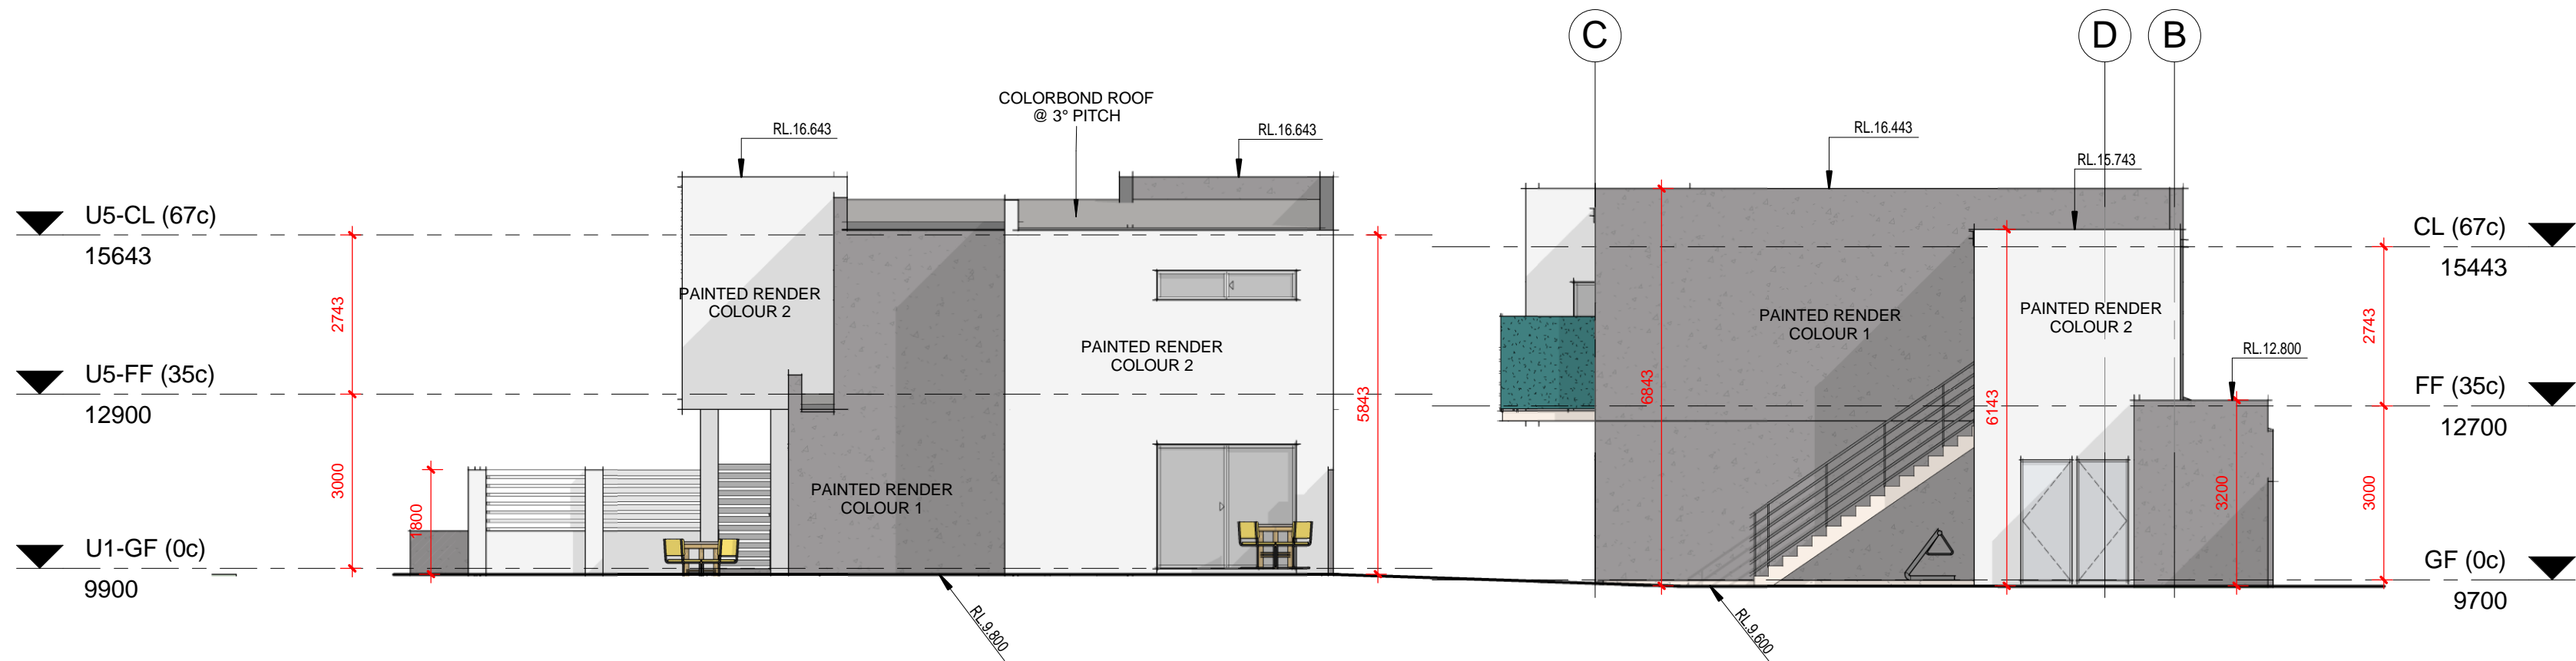 C
D
B
COLORBOND ROOF
@ 3° PITCH
RL.16.643
RL.16.643
RL.16.443
RL.15.743
U5-CL (67c)
15643
CL (67c)
15443
2743
PAINTED RENDER
COLOUR 2
PAINTED RENDER
COLOUR 2
PAINTED RENDER
COLOUR 1
PAINTED RENDER
COLOUR 2
2743
RL.12.800
U5-FF (35c)
12900
5843
6843
6143
FF (35c)
12700
3000
1800
PAINTED RENDER
COLOUR 1
3200
3000
U1-GF (0c)
9900
GF (0c)
9700
RL.9.800
RL.9.600